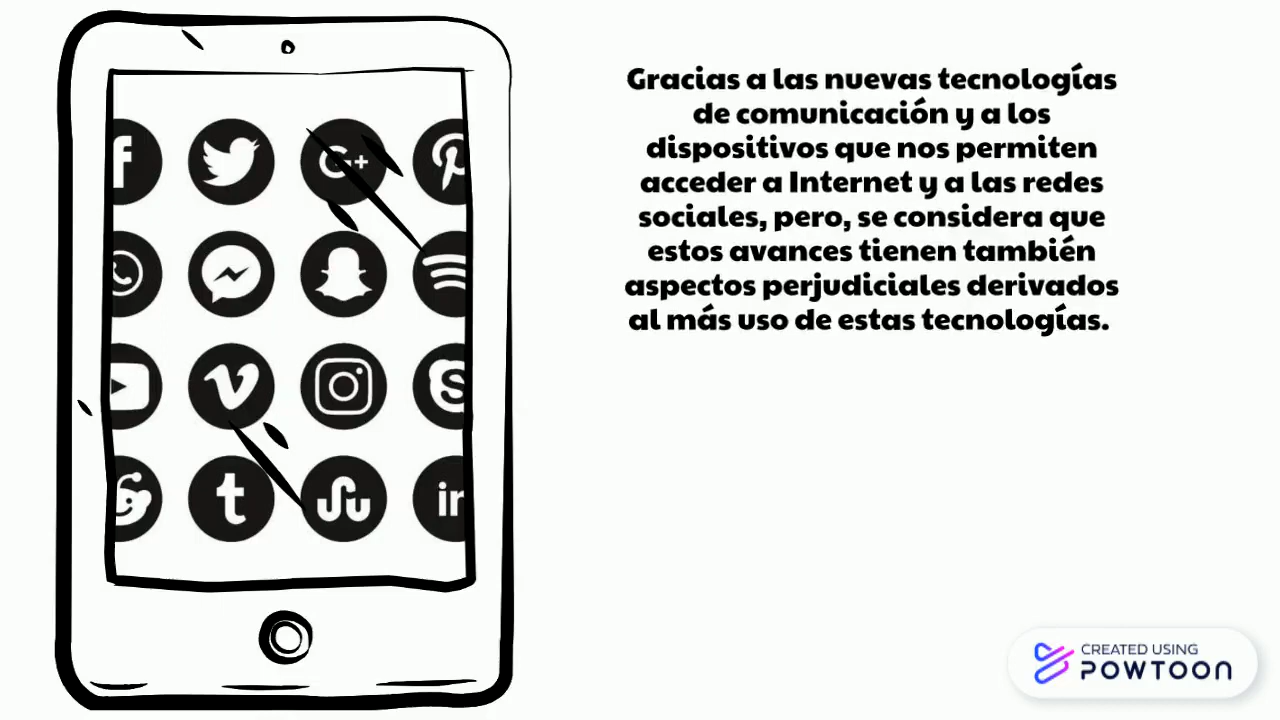 Gracias a las nuevas tecnologías
de comunicación y a los
dispositivos que nos permiten
acceder a Internet y a las redes
sociales, pero, se considera que
estos avances tienen también
aspectos perjudiciales derivados
al más uso de estas tecnologías.
CREATED USING
POWTOON